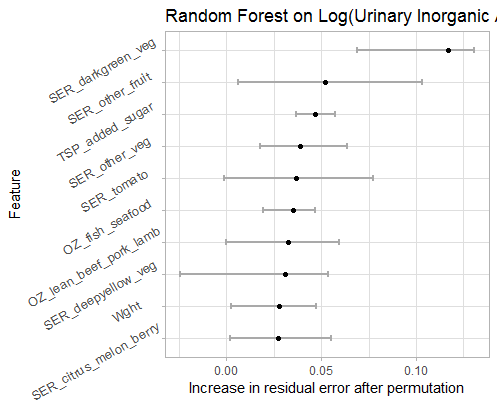 Random Forest on Log(Urinary Inorganic
SER_darkgreen_veg
SER_other_fruit
TSP_added_sugar
SER_other_veg
SER_tomato
OZ_fish_seafood
OZ_lean_beef_pork_lamb
SER_deepyellow_veg
Wght
SER_citrus_melon_berry
Feature
0.00 0.05 0.10
Increase in residual error after permutation